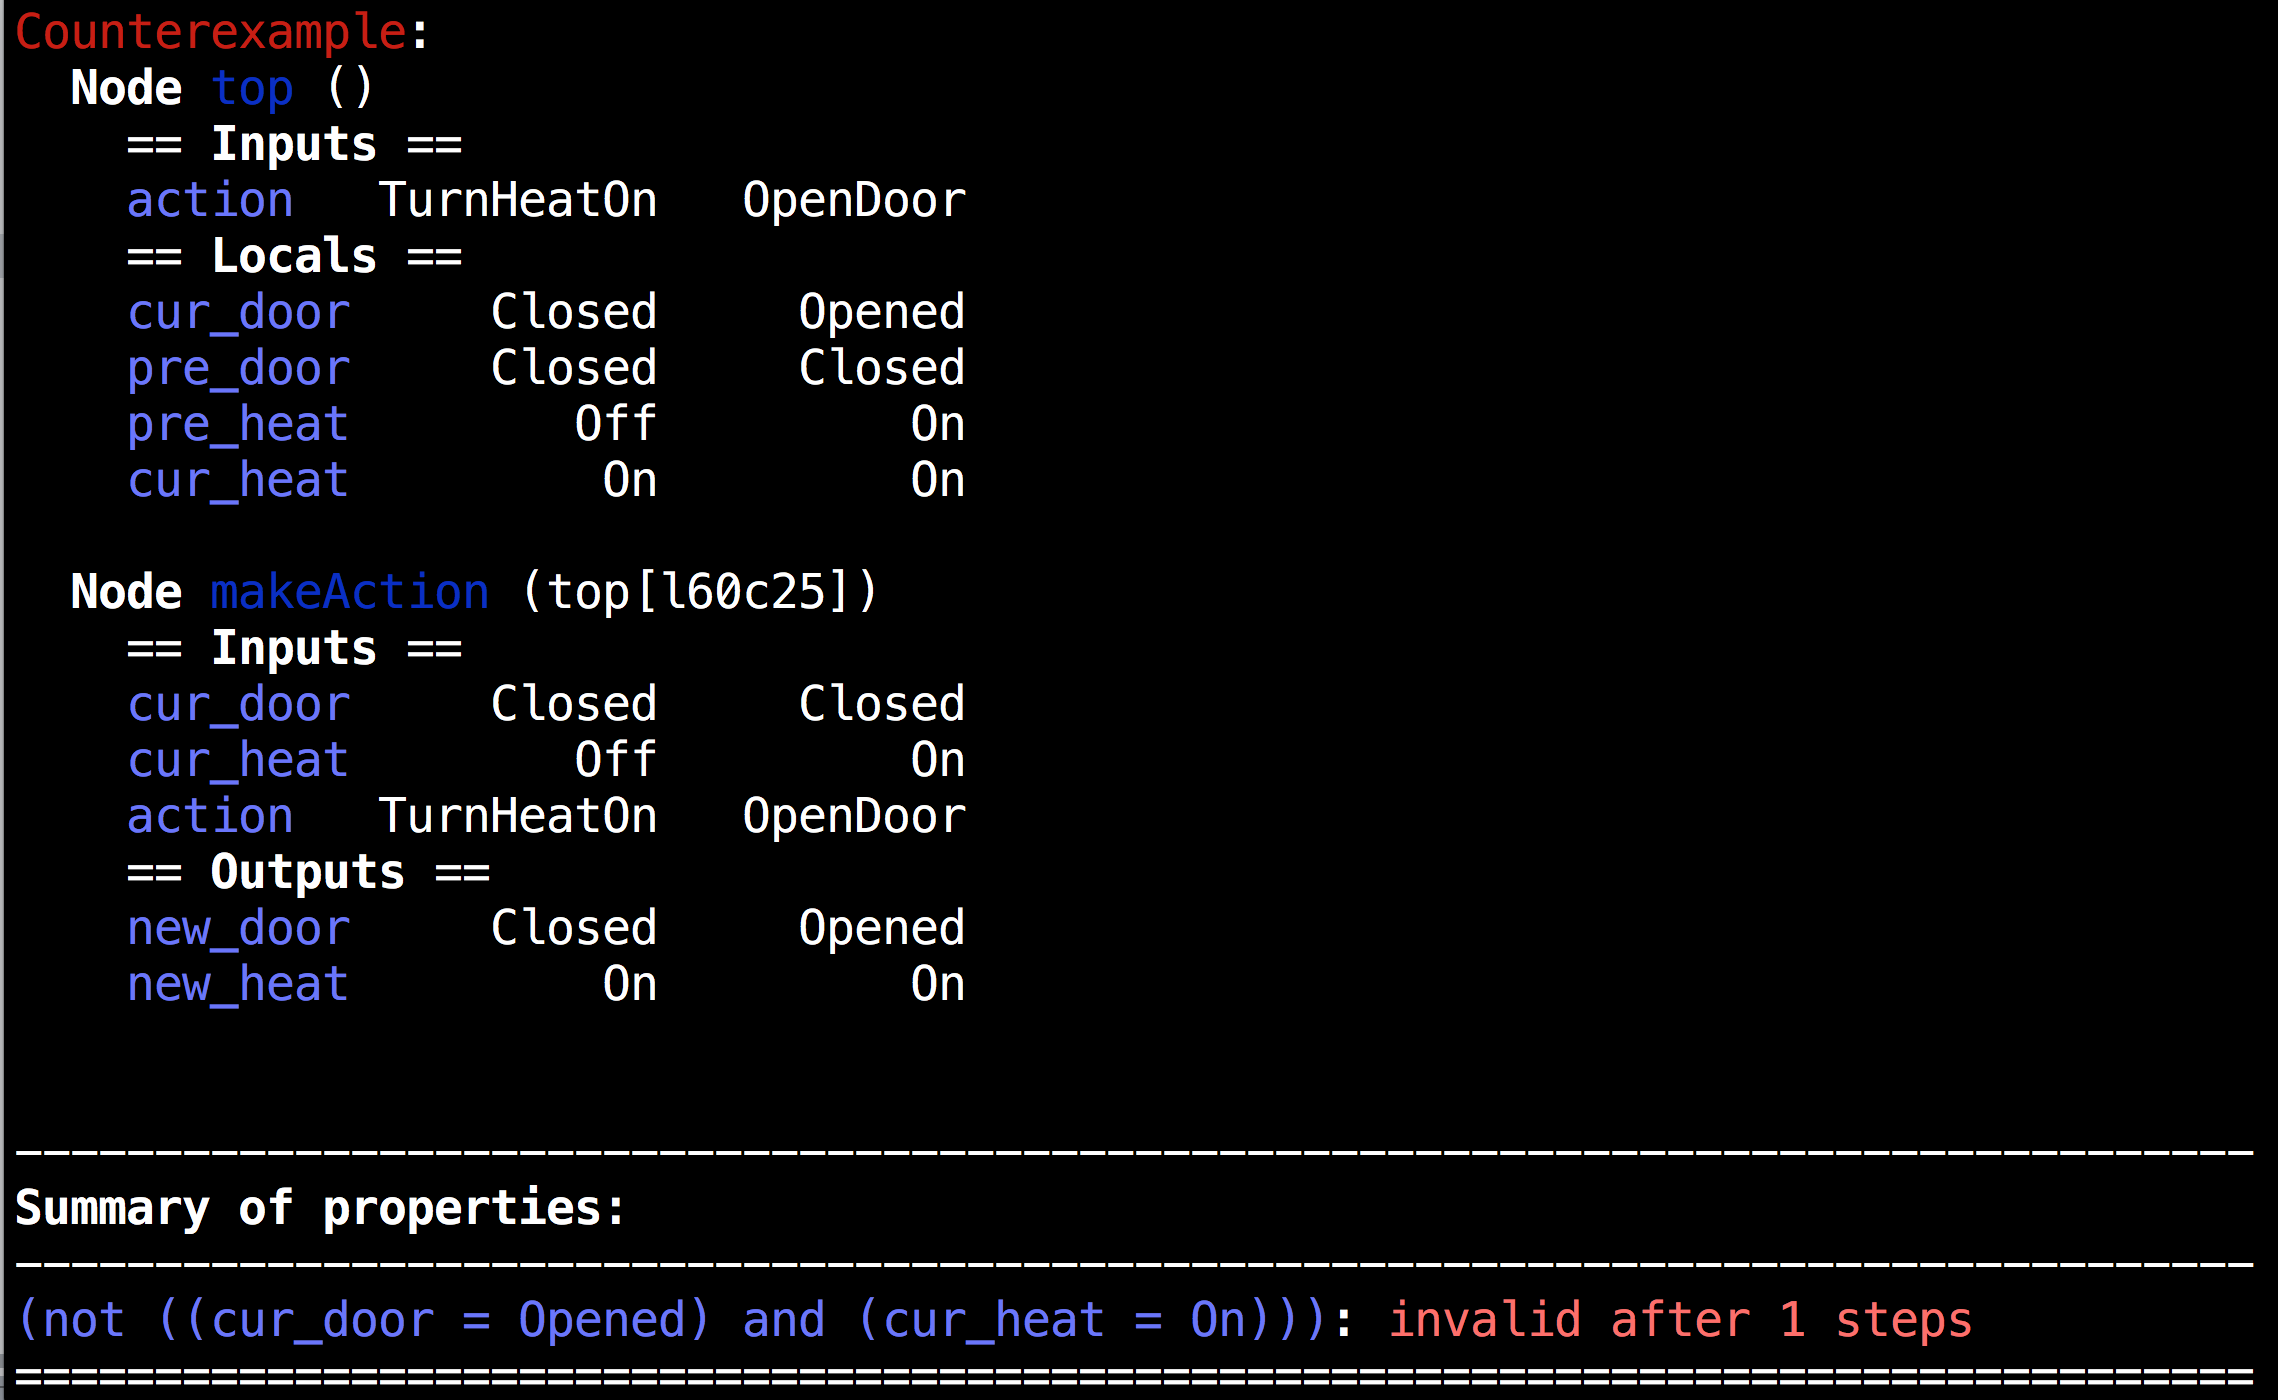 Counterexample:
Node top ()
== Inputs ==
action TurnHeatOn OpenDoor
== Locals ==
cur_door Closed Opened
pre_door Closed Closed
pre_heat Off On
cur_heat On On
Node makeAction (top[l60c25])
== Inputs ==
cur_door Closed Closed
cur_heat Off On
action TurnHeatOn OpenDoor
== Outputs ==
new_door Closed Opened
new_heat On On
--------------------------------------------------------------------------------
Summary of properties:
--------------------------------------------------------------------------------
(not ((cur_door = Opened) and (cur_heat = On))): invalid after 1 steps
================================================================================